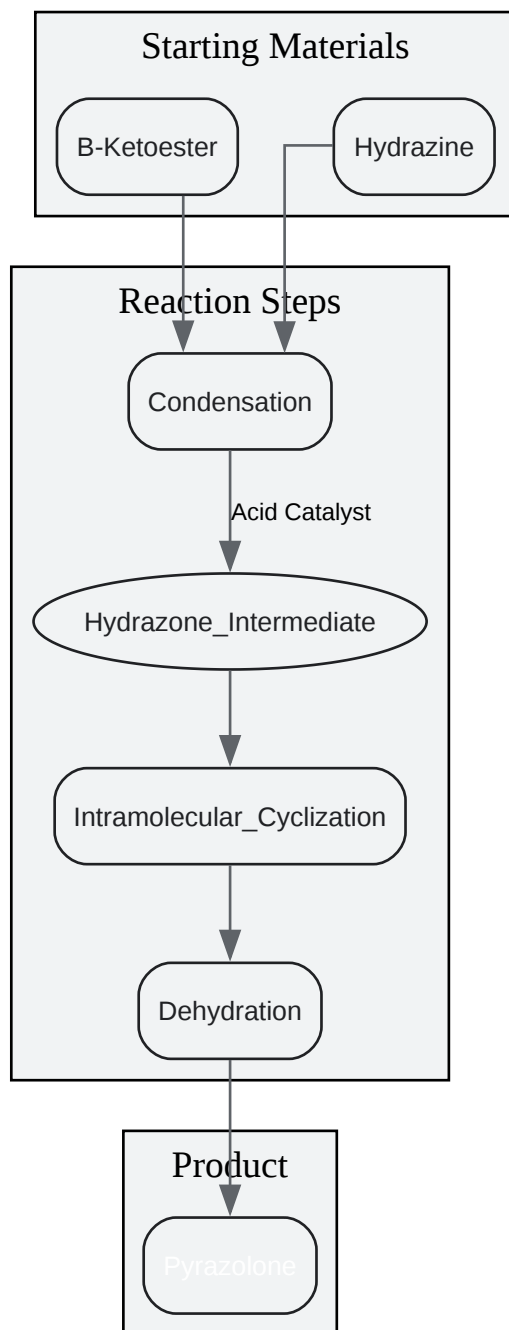 Starting Materials
B-Ketoester
Hydrazine
Reaction Steps
Condensation
Acid Catalyst
Hydrazone_Intermediate
Intramolecular_Cyclization
Dehydration
Product
Pyrazolone